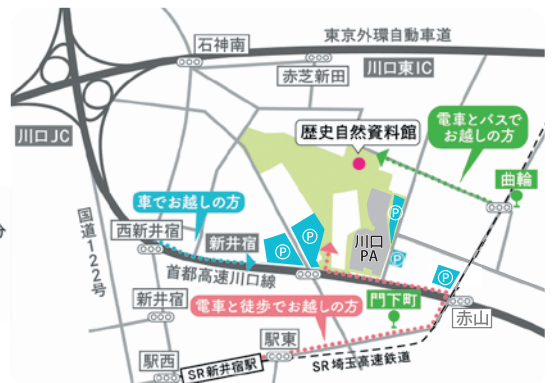 石神南
東京外環自動車道
赤芝新田
川口東IC
川口JC
歴史自然資料館
電車とバスで
お越しの方
曲輪
車でお越しの方
西新井宿
新井宿
国道122号
首都高速川口線
川口
PA
P
P
P
P
P
新井宿
電車と徒歩でお越しの方
門下町
赤山
駅東
駅西
SR新井宿駅
SR埼玉高速鉄道
分